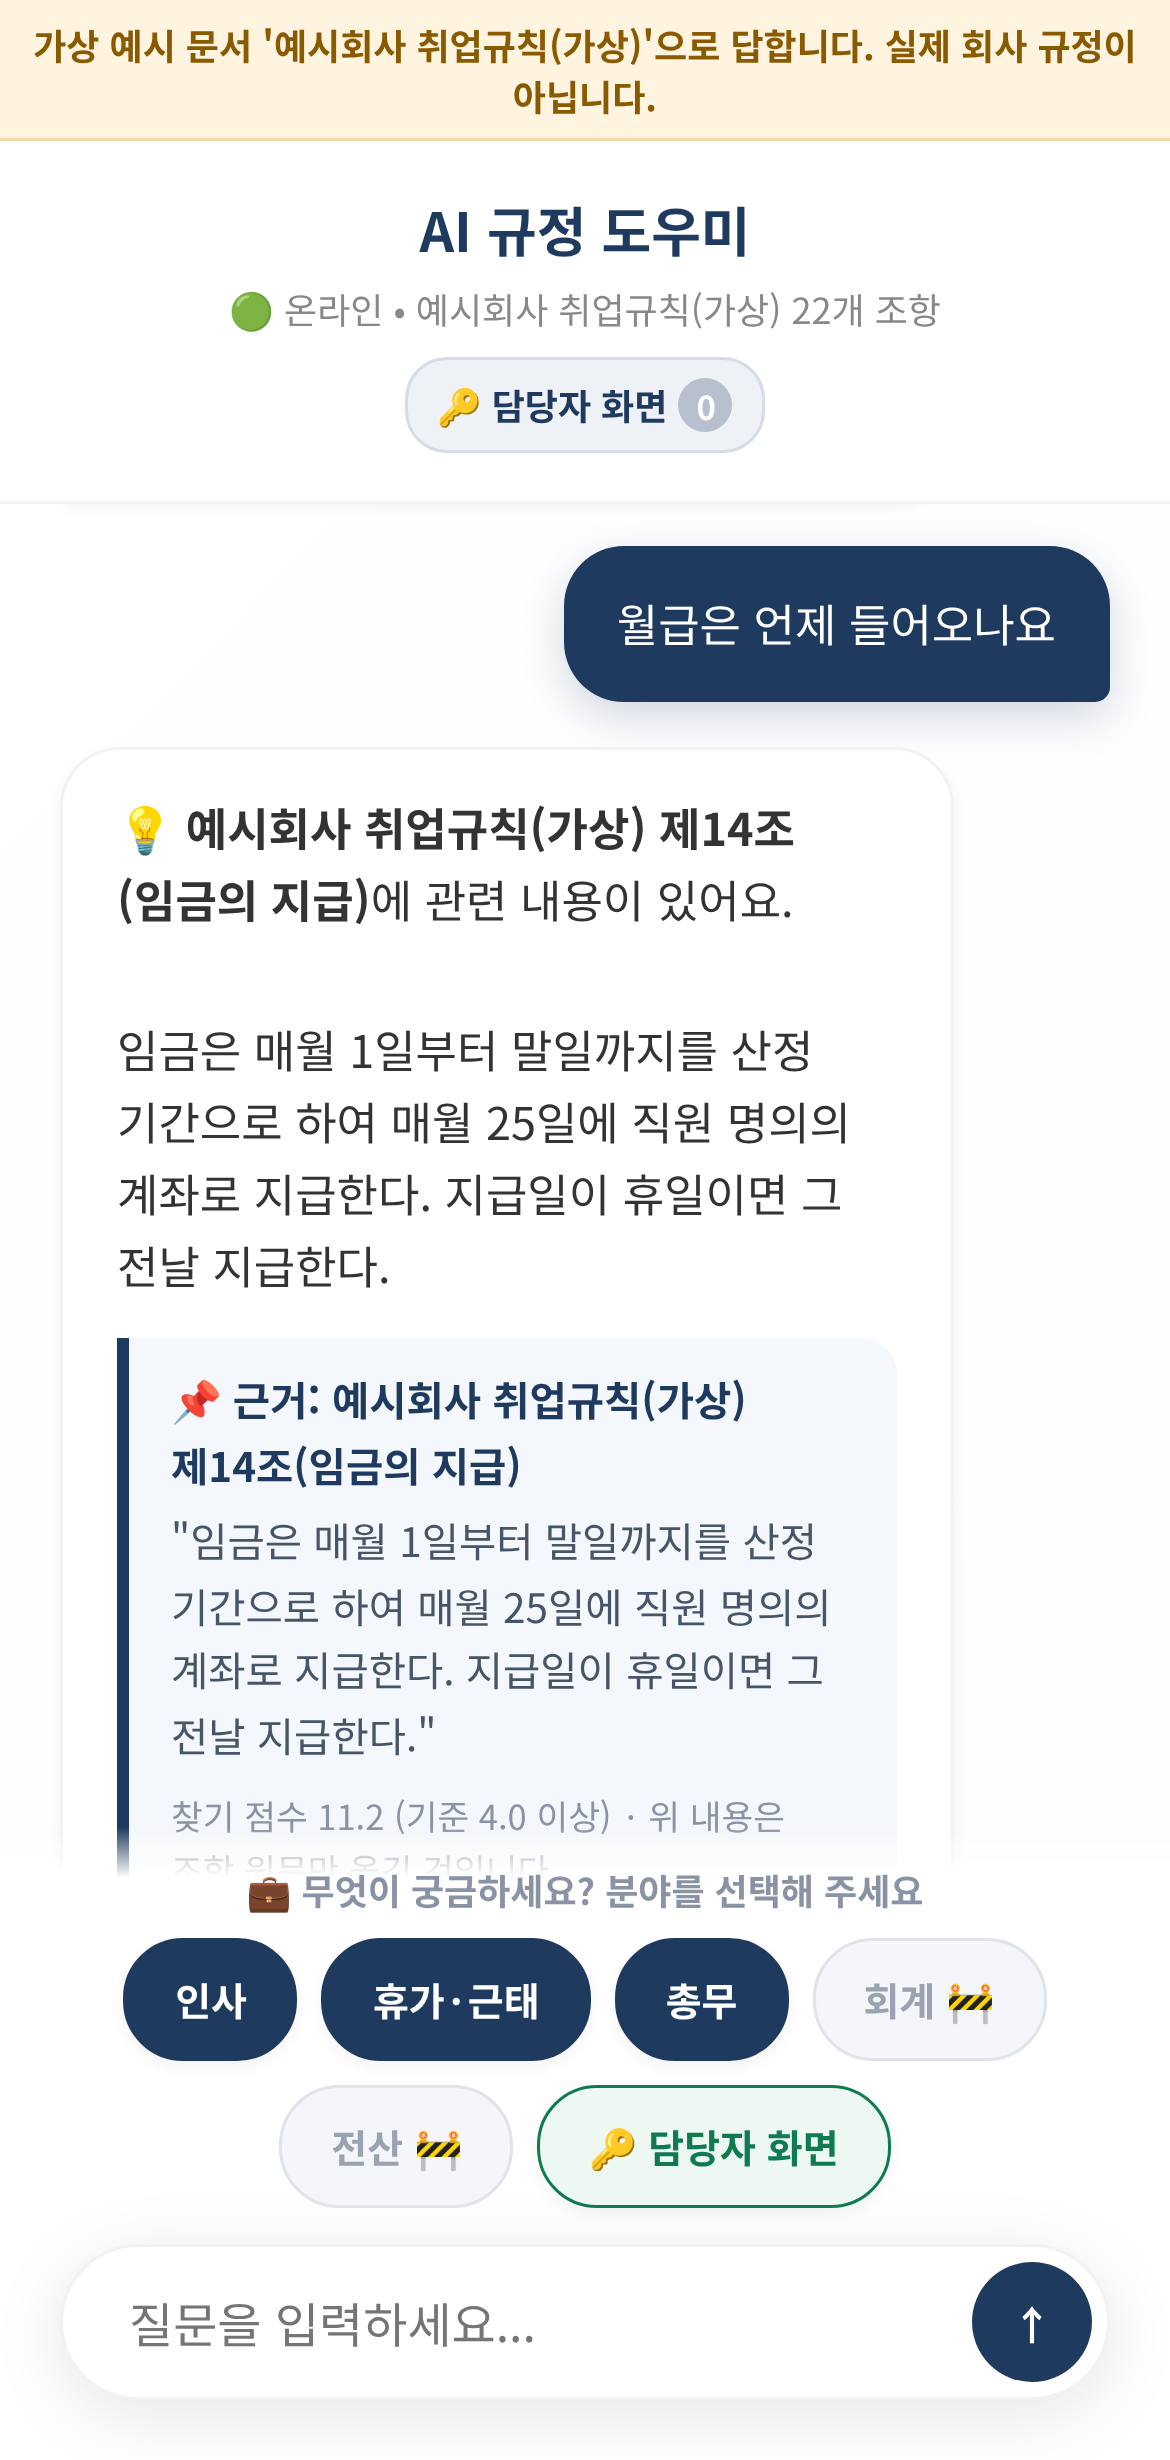 가상 예시 문서 '예시회사 취업규칙(가상)'으로 답합니다. 실제 회사 규정이
아닙니다.
AI 규정 도우미
온라인 • 예시회사 취업규칙(가상) 22개 조항
담당자 화면 0
월급은 언제 들어오나요
예시회사 취업규칙(가상) 제14조
(임금의 지급)에 관련 내용이 있어요.
임금은 매월 1일부터 말일까지를 산정
기간으로 하여 매월 25일에 직원 명의의
계좌로 지급한다. 지급일이 휴일이면 그
전날 지급한다.
근거: 예시회사 취업규칙(가상)
제14조(임금의 지급)
"임금은 매월 1일부터 말일까지를 산정
기간으로 하여 매월 25일에 직원 명의의
계좌로 지급한다. 지급일이 휴일이면 그
전날 지급한다."
찾기 점수 11.2 (기준 4.0 이상) · 위 내용은
조항 원문만 옮긴 것입니다
무엇이 궁금하세요? 분야를 선택해 주세요
인사
휴가·근태
총무
회계
전산
담당자 화면
질문을 입력하세요...
↑